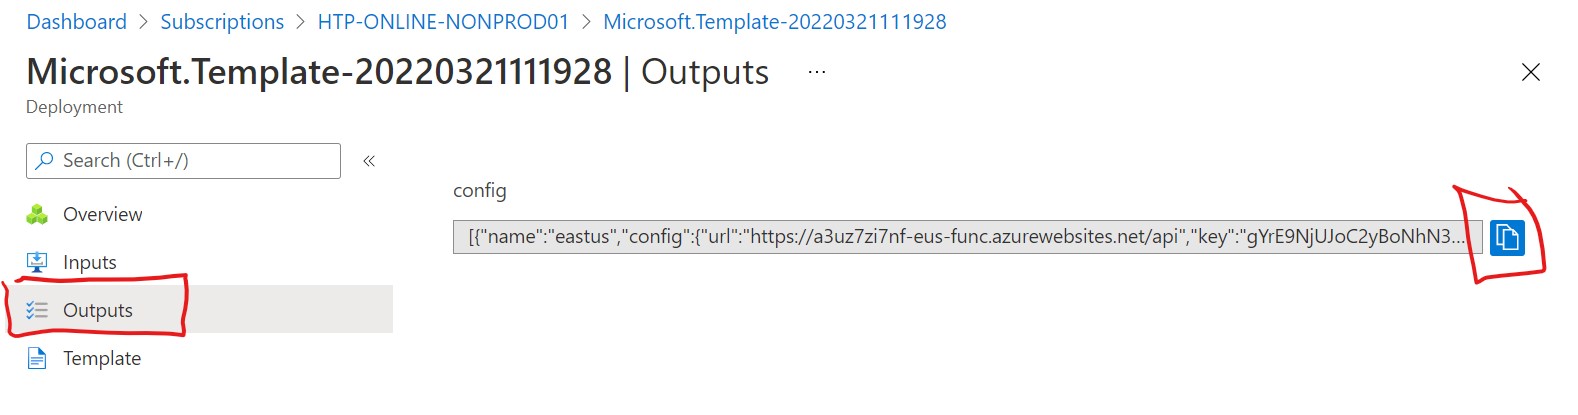 Dashboard > Subscriptions > HTP-ONLINE-NONPROD01 > Microsoft.Template-20220321111928
Microsoft.Template-20220321111928 | Outputs ...
Deployment
Search (Ctrl+/)
«
config
Overview
[{"name":"eastus","config":{"url":"https://a3uz7zi7nf-eus-func.azurewebsites.net/api","key":"gYrE9NjUJoC2yBoNhN3...
Inputs
Outputs
Template